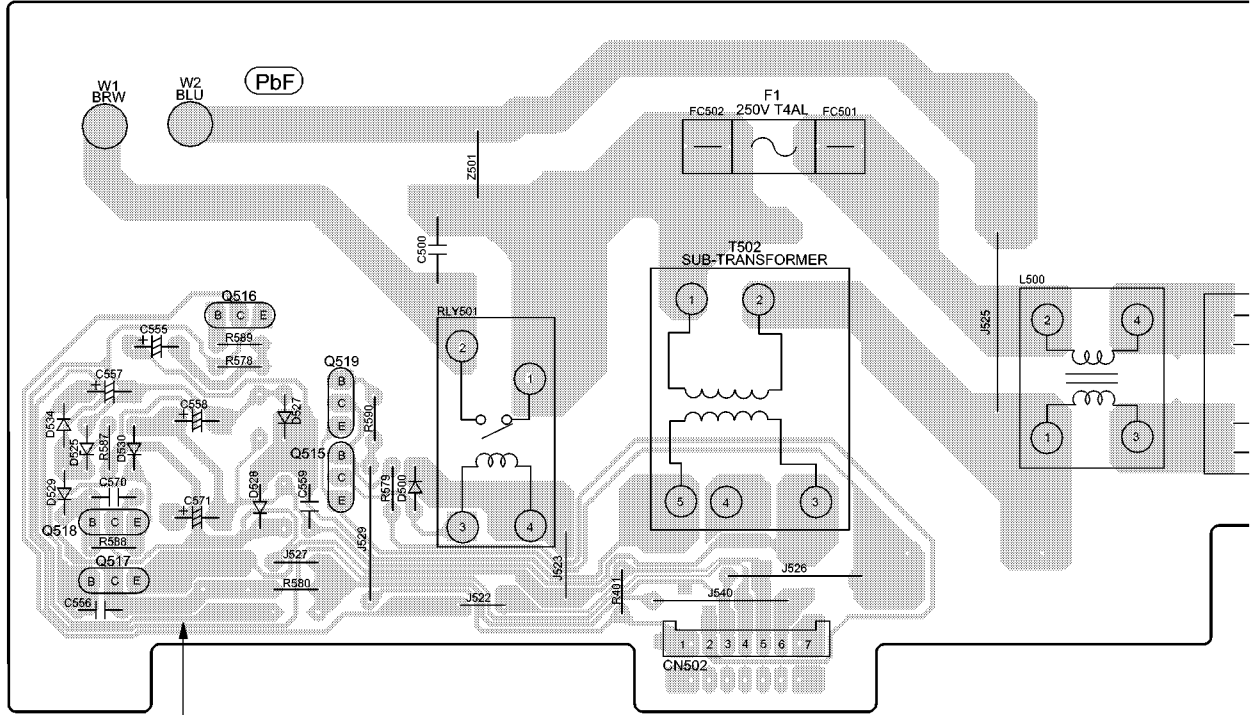 W1
BRW
W2
BLU
PbF
F1
250V T4AL
FC502
FC501
Z501
C500
T502
SUB-TRANSFORMER
1
2
5
4
3
J525
L500
2
4
1
3
Q516
B C E
R589
R578
C555
C557
C558
D527
Q519
B
C
E
R590
RLY501
2
1
3
4
D534
D525
R587
D530
D529
C570
Q518
B C E
R588
Q517
B C E
C556
C571
D528
C559
Q515
B
C
E
R579
D500
J529
J527
R580
J522
J523
R401
J526
J540
1 2 3 4 5 6 7
CN502